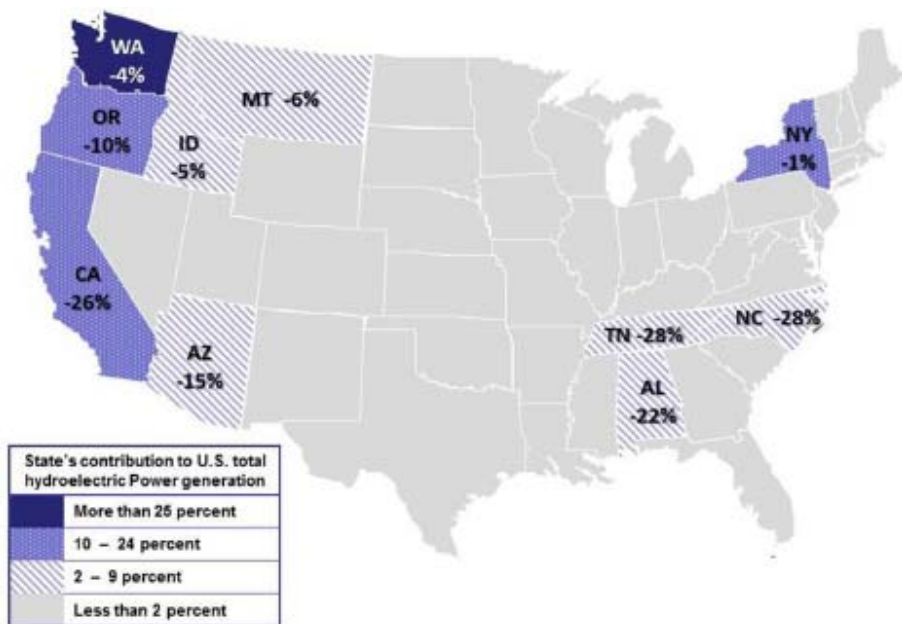 WA
-4%
MT -6%
OR
-10%
ID
-5%
NY
-1%
CA
-26%
AZ
-15%
TN -28%
NC -28%
AL
-22%
State's contribution to U.S. total
hydroelectric Power generation
More than 25 percent
10 – 24 percent
2 – 9 percent
Less than 2 percent